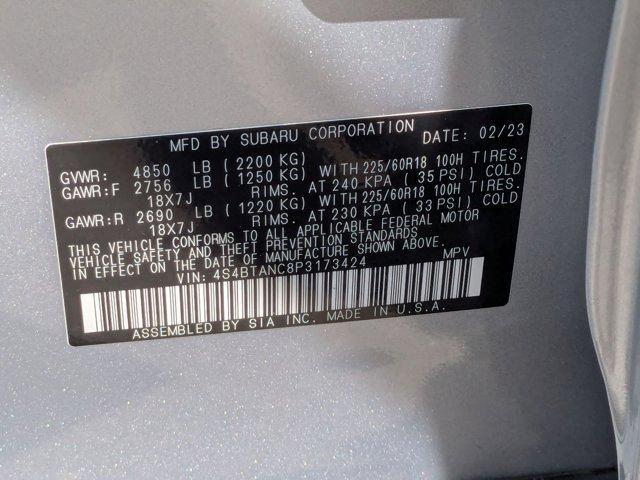 MFD BY SUBARU CORPORATION DATE: 02/23
GVWR: 4850 LB (2200 KG)
GAWR:F 2756 LB (1250 KG) WITH 225/60R18 100H TIRES.
18X7J RIMS. AT 240 KPA (35 PSI) COLD
GAWR:R 2690 LB (1220 KG) WITH 225/60R18 100H TIRES.
18X7J RIMS. AT 230 KPA (33 PSI) COLD
THIS VEHICLE CONFORMS TO ALL APPLICABLE FEDERAL MOTOR
VEHICLE SAFETY AND THEFT PREVENTION STANDARDS
IN EFFECT ON THE DATE OF MANUFACTURE SHOWN ABOVE.
VIN: 4S4BTANC8P3173424 MPV
ASSEMBLED BY SIA INC. MADE IN U.S.A.